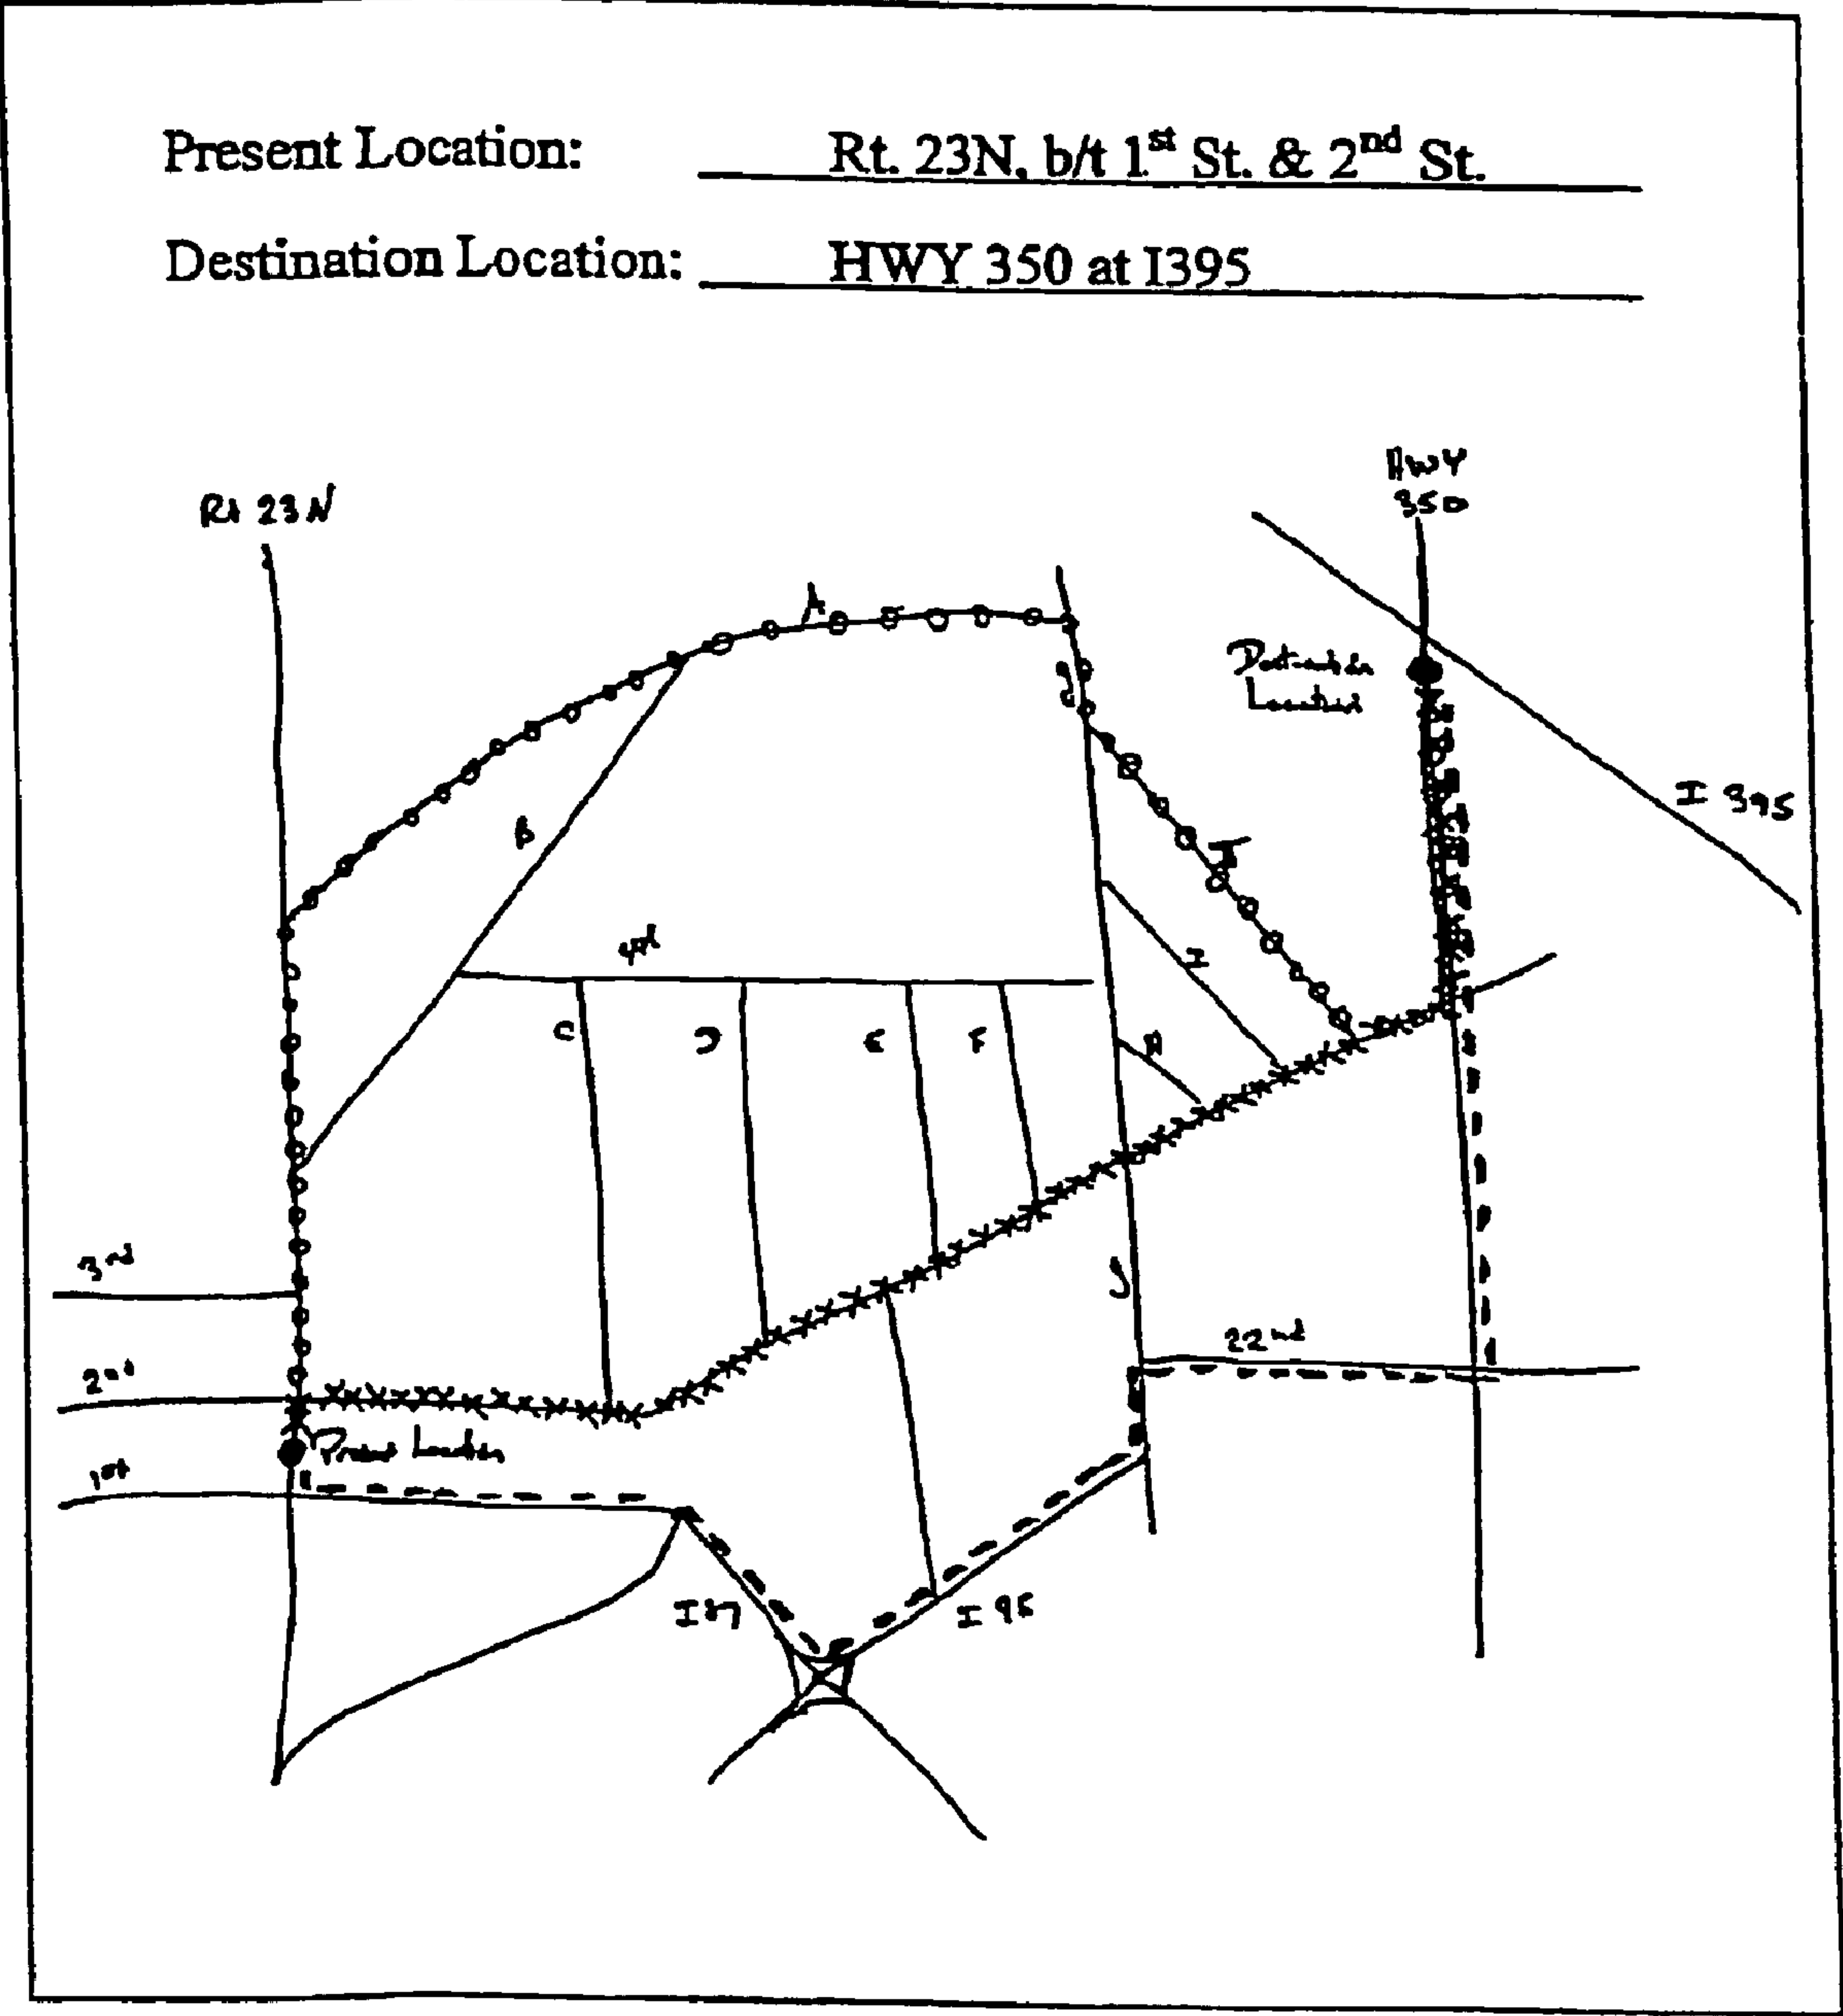 Present Location: Rt. 23N, b/t 1st St. & 2nd St.
Destination Location: HWY 350 at I395
HWY
350
Rt 23N
A
Destination
Location
J
I 395
B
J
4th
I
C
D
E
F
H
3rd
J
22nd
2nd
Present Location
1st
I 87
I 95